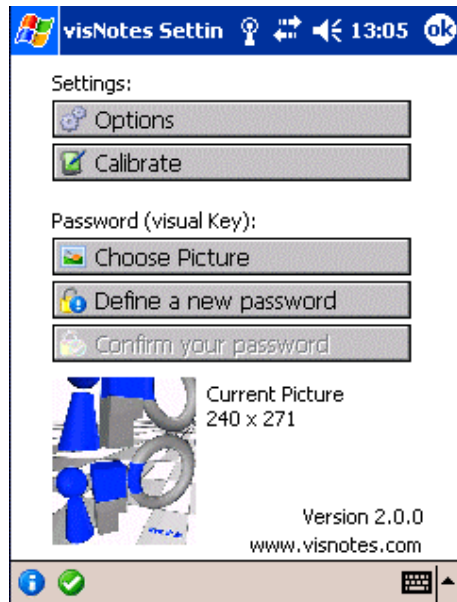 visNotes Settin 13:05 ok
Settings:
Options
Calibrate
Password (visual Key):
Choose Picture
Define a new password
Confirm your password
Current Picture
240 x 271
Version 2.0.0
www.visnotes.com